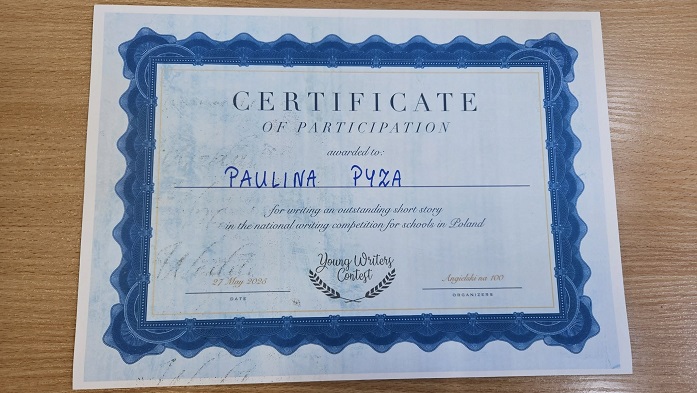 CERTIFICATE
OF PARTICIPATION
awarded to:
PAULINA PYZA
for writing an outstanding short story
in the national writing competition for schools in Poland
Young Writers
Contest
27 May 2023
DATE
Angielski na 100
ORGANIZERS